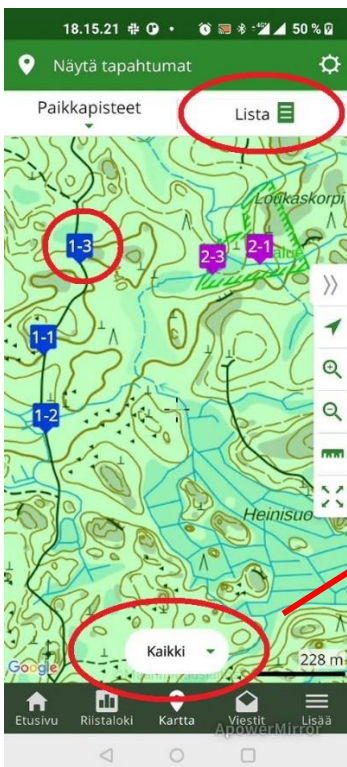 18.15.21 50 %
Näytä tapahtumat
Paikkapisteet Lista
Loukaskorpi
1-3 2-3 2-1
1-1
1-2
Heinisuo
Kaikki
Google 228 m
Etusivu Riistaloki Kartta Viestit Lisää
ApowerMirror